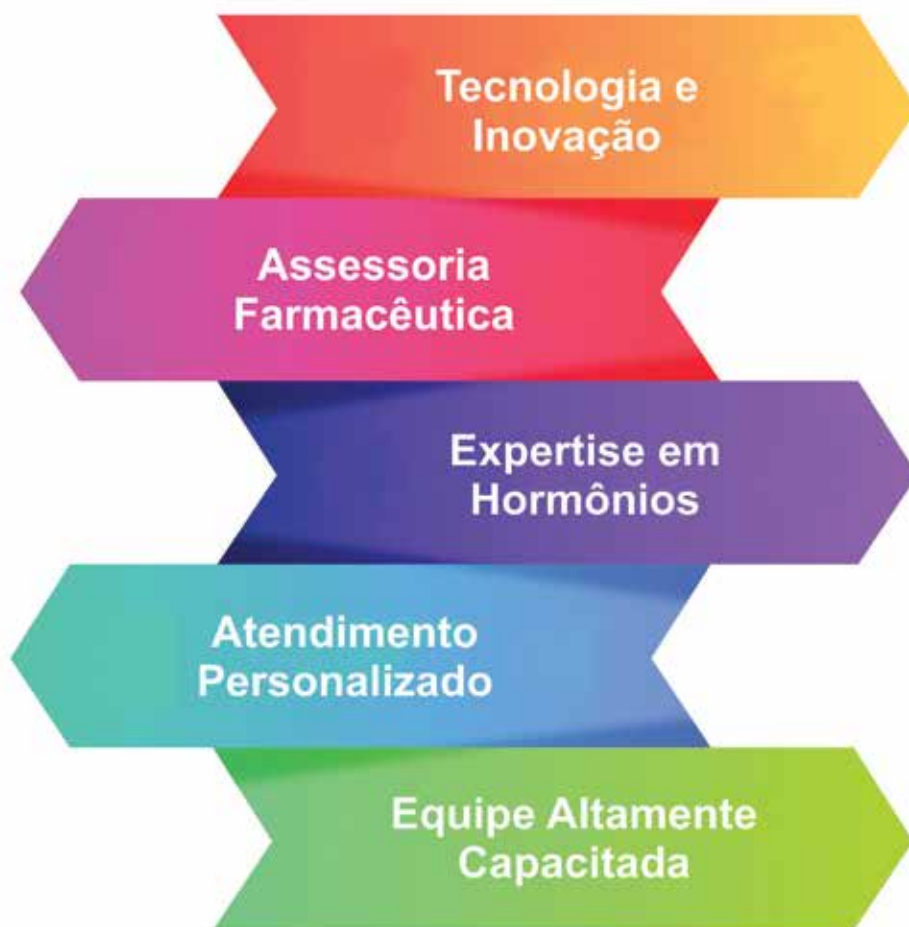 Tecnologia e
Inovação
Assessoria
Farmacêutica
Expertise em
Hormônios
Atendimento
Personalizado
Equipe Altamente
Capacitada